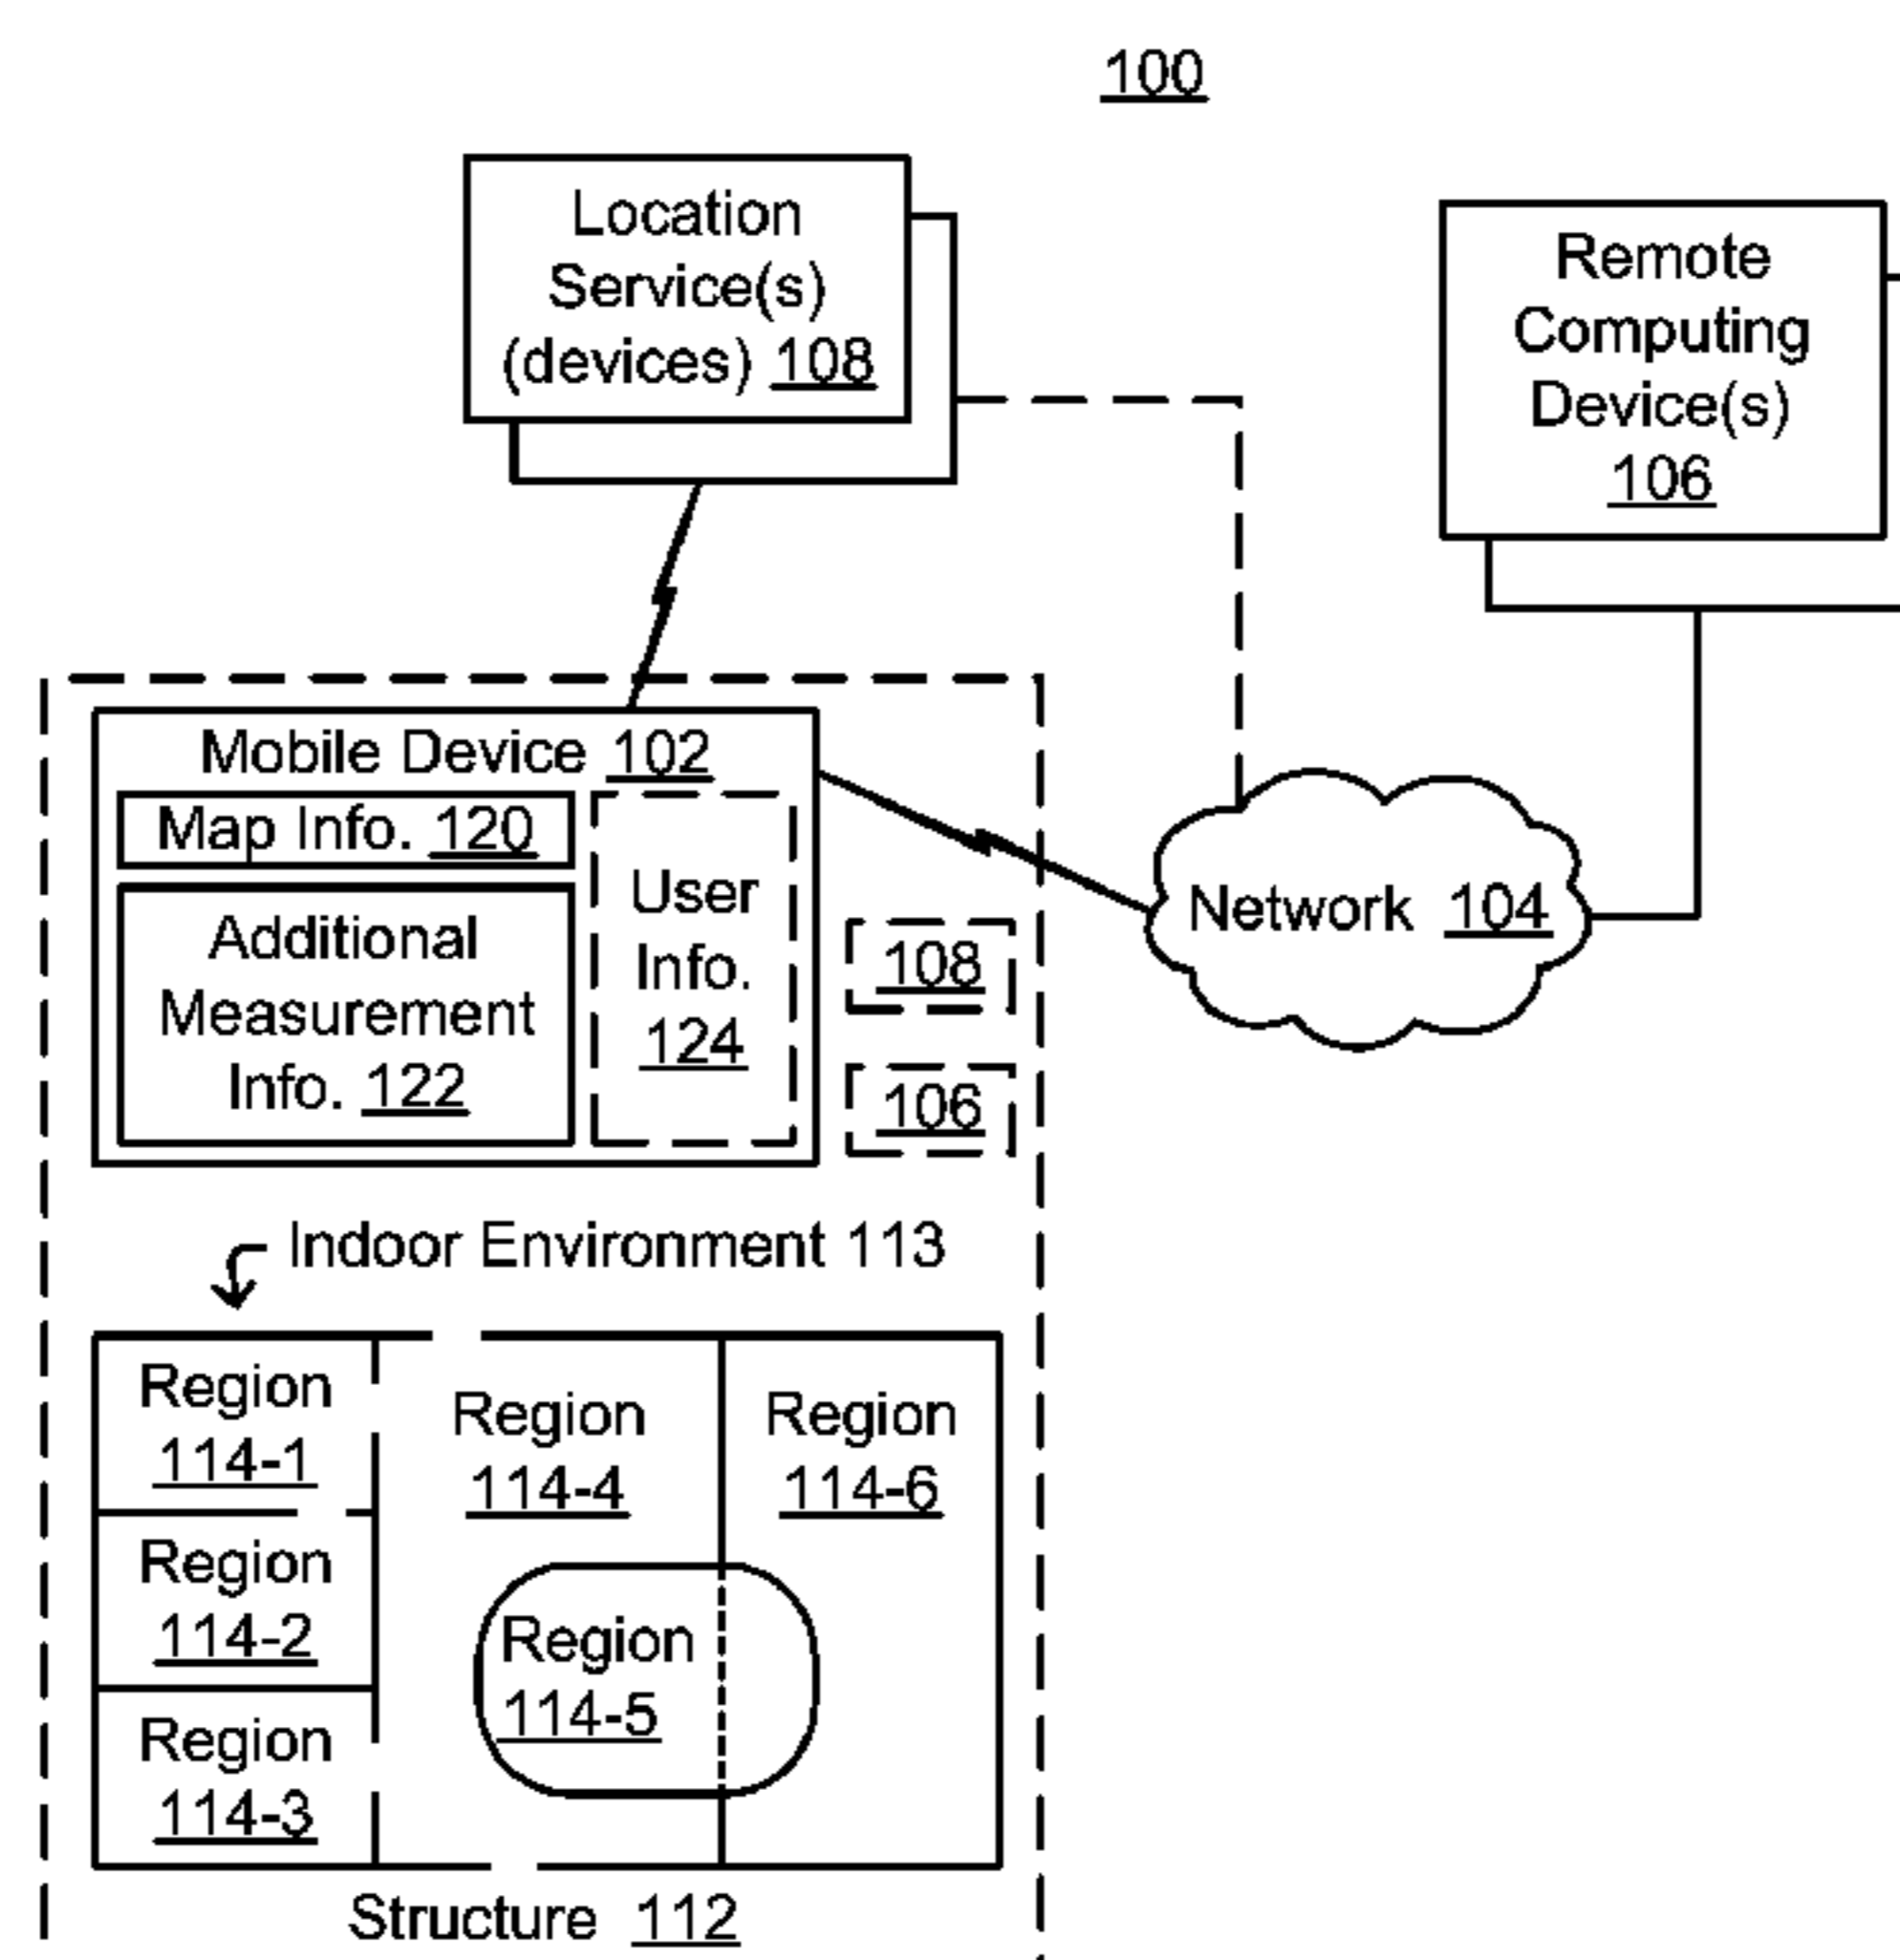 100
Location
Service(s)
(devices) 108
Remote
Computing
Device(s)
106
Mobile Device 102
Map Info. 120
Additional
Measurement
Info. 122
User
Info.
124
108
106
Network 104
Indoor Environment 113
Region
114-1
Region
114-2
Region
114-3
Region
114-4
Region
114-5
Region
114-6
Structure 112